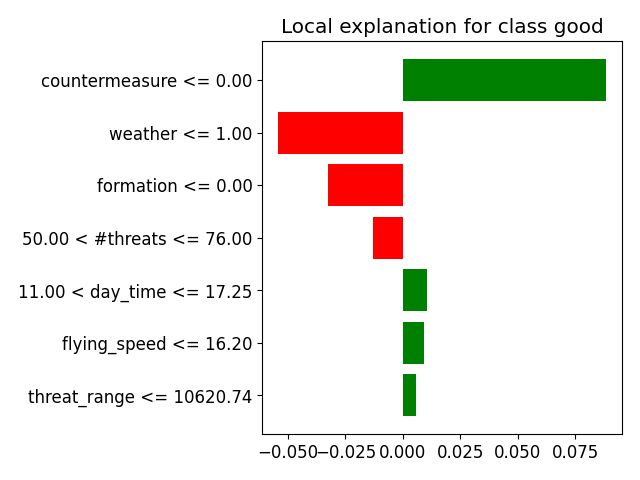 Local explanation for class good
countermeasure <= 0.00
weather <= 1.00
formation <= 0.00
50.00 < #threats <= 76.00
11.00 < day_time <= 17.25
flying_speed <= 16.20
threat_range <= 10620.74
−0.050 −0.025 0.000 0.025 0.050 0.075